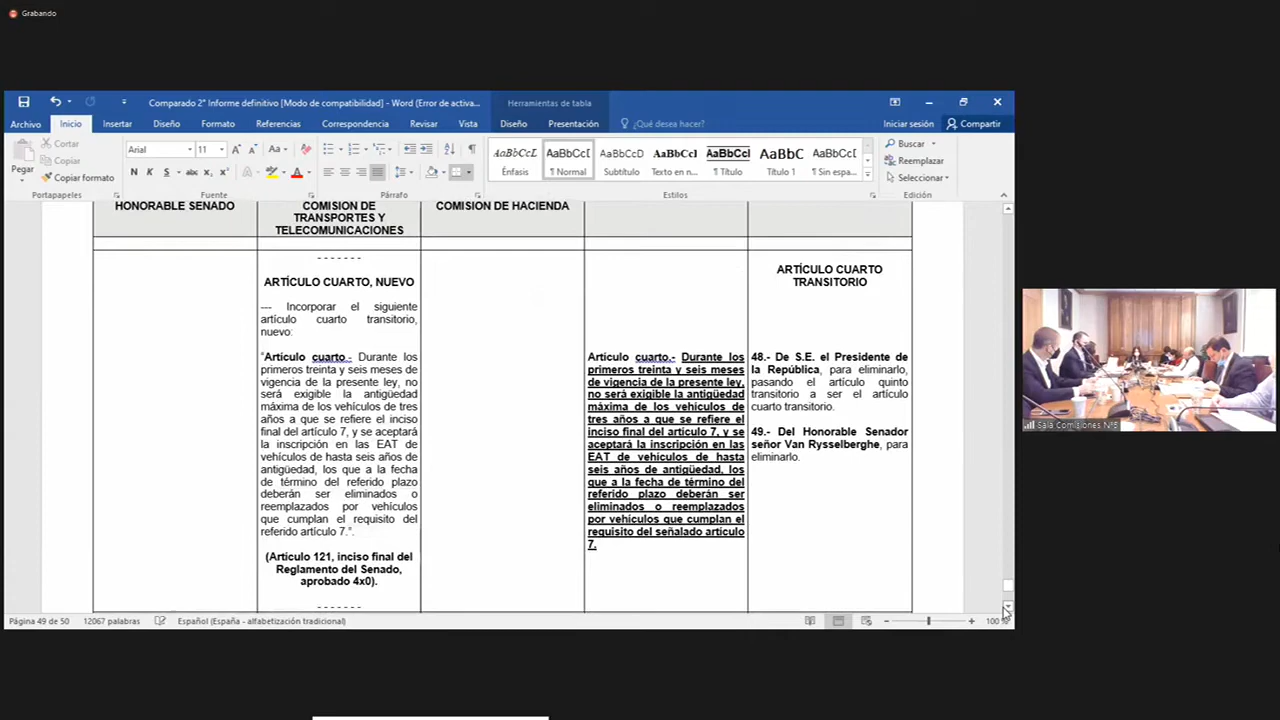 Grabando
Comparado 2° Informe definitivo [Modo de compatibilidad] - Word (Error de activa...
Herramientas de tabla
Archivo
Inicio
Insertar
Diseño
Formato
Referencias
Correspondencia
Revisar
Vista
Diseño
Presentación
¿Qué desea hacer?
Iniciar sesión
Compartir
Pegar
Cortar
Copiar
Copiar formato
Portapapeles
Arial
11
N K S abc x₂ x²
Fuente
Párrafo
AaBbCcL
Énfasis
AaBbCc[
¶ Normal
AaBbCcD
Subtítulo
AaBbCcl
Texto en n...
AaBbCci
¶ Título
AaBbC
Título 1
AaBbCc[
¶ Sin espa...
Estilos
Buscar
Reemplazar
Seleccionar
Edición
HONORABLE SENADO
COMISION DE
TRANSPORTES Y
TELECOMUNICACIONES
COMISION DE HACIENDA
- - - - - - -
ARTÍCULO CUARTO, NUEVO
--- Incorporar el siguiente
artículo cuarto transitorio,
nuevo:
“Artículo cuarto.- Durante los
primeros treinta y seis meses
de vigencia de la presente ley, no
será exigible la antigüedad
máxima de los vehículos de tres
años a que se refiere el inciso
final del artículo 7, y se aceptará
la inscripción en las EAT de
vehículos de hasta seis años de
antigüedad, los que a la fecha
de término del referido plazo
deberán ser eliminados o
reemplazados por vehículos
que cumplan el requisito del
referido artículo 7.”.
(Artículo 121, inciso final del
Reglamento del Senado,
aprobado 4x0).
- - - - - - -
Artículo cuarto.- Durante los
primeros treinta y seis meses
de vigencia de la presente ley,
no será exigible la antigüedad
máxima de los vehículos de
tres años a que se refiere el
inciso final del artículo 7, y se
aceptará la inscripción en las
EAT de vehículos de hasta
seis años de antigüedad, los
que a la fecha de término del
referido plazo deberán ser
eliminados o reemplazados
por vehículos que cumplan el
requisito del señalado artículo
7.
ARTÍCULO CUARTO
TRANSITORIO
48.- De S.E. el Presidente de
la República, para eliminarlo,
pasando el artículo quinto
transitorio a ser el artículo
cuarto transitorio.
49.- Del Honorable Senador
señor Van Rysselberghe, para
eliminarlo.
Página 49 de 50
12067 palabras
Español (España - alfabetización tradicional)
100 %
Sala Comisiones N°5